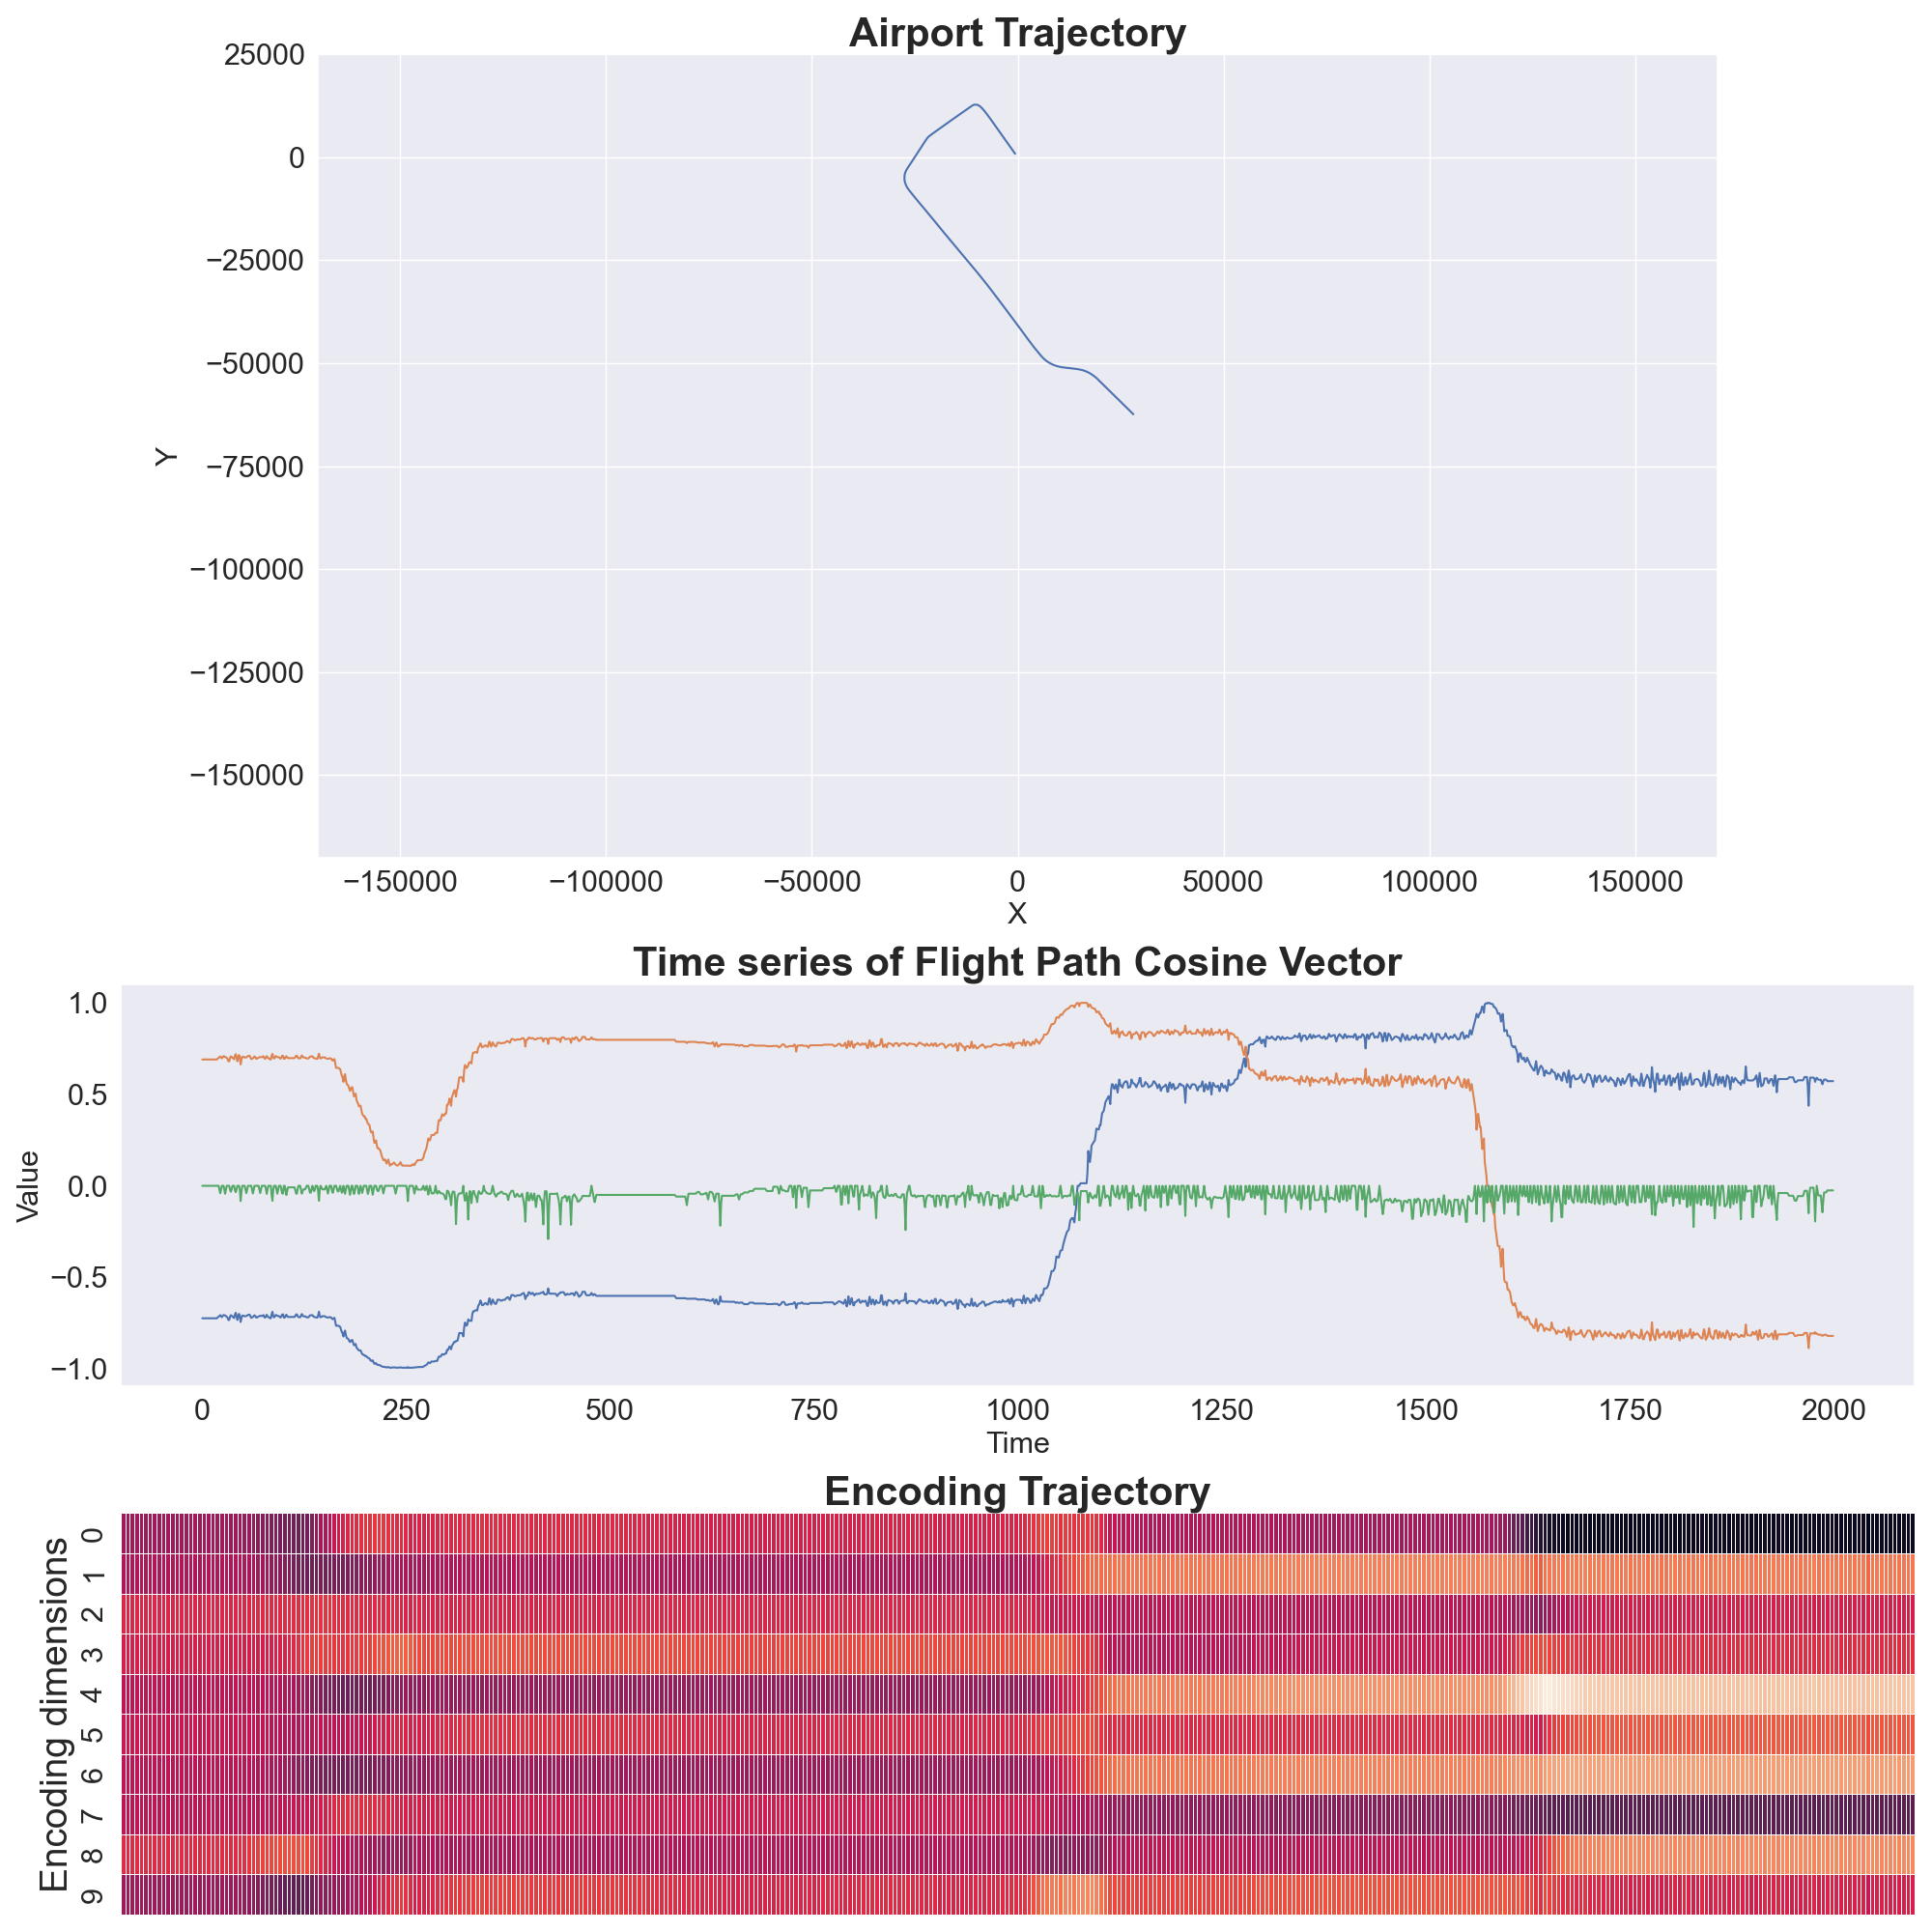 Airport Trajectory
25000
0
−25000
−50000
−75000
−100000
−125000
−150000
Y
−150000 −100000 −50000 0 50000 100000 150000
X
Time series of Flight Path Cosine Vector
1.0
0.5
0.0
−0.5
−1.0
Value
0 250 500 750 1000 1250 1500 1750 2000
Time
Encoding Trajectory
Encoding dimensions
0
1
2
3
4
5
6
7
8
9